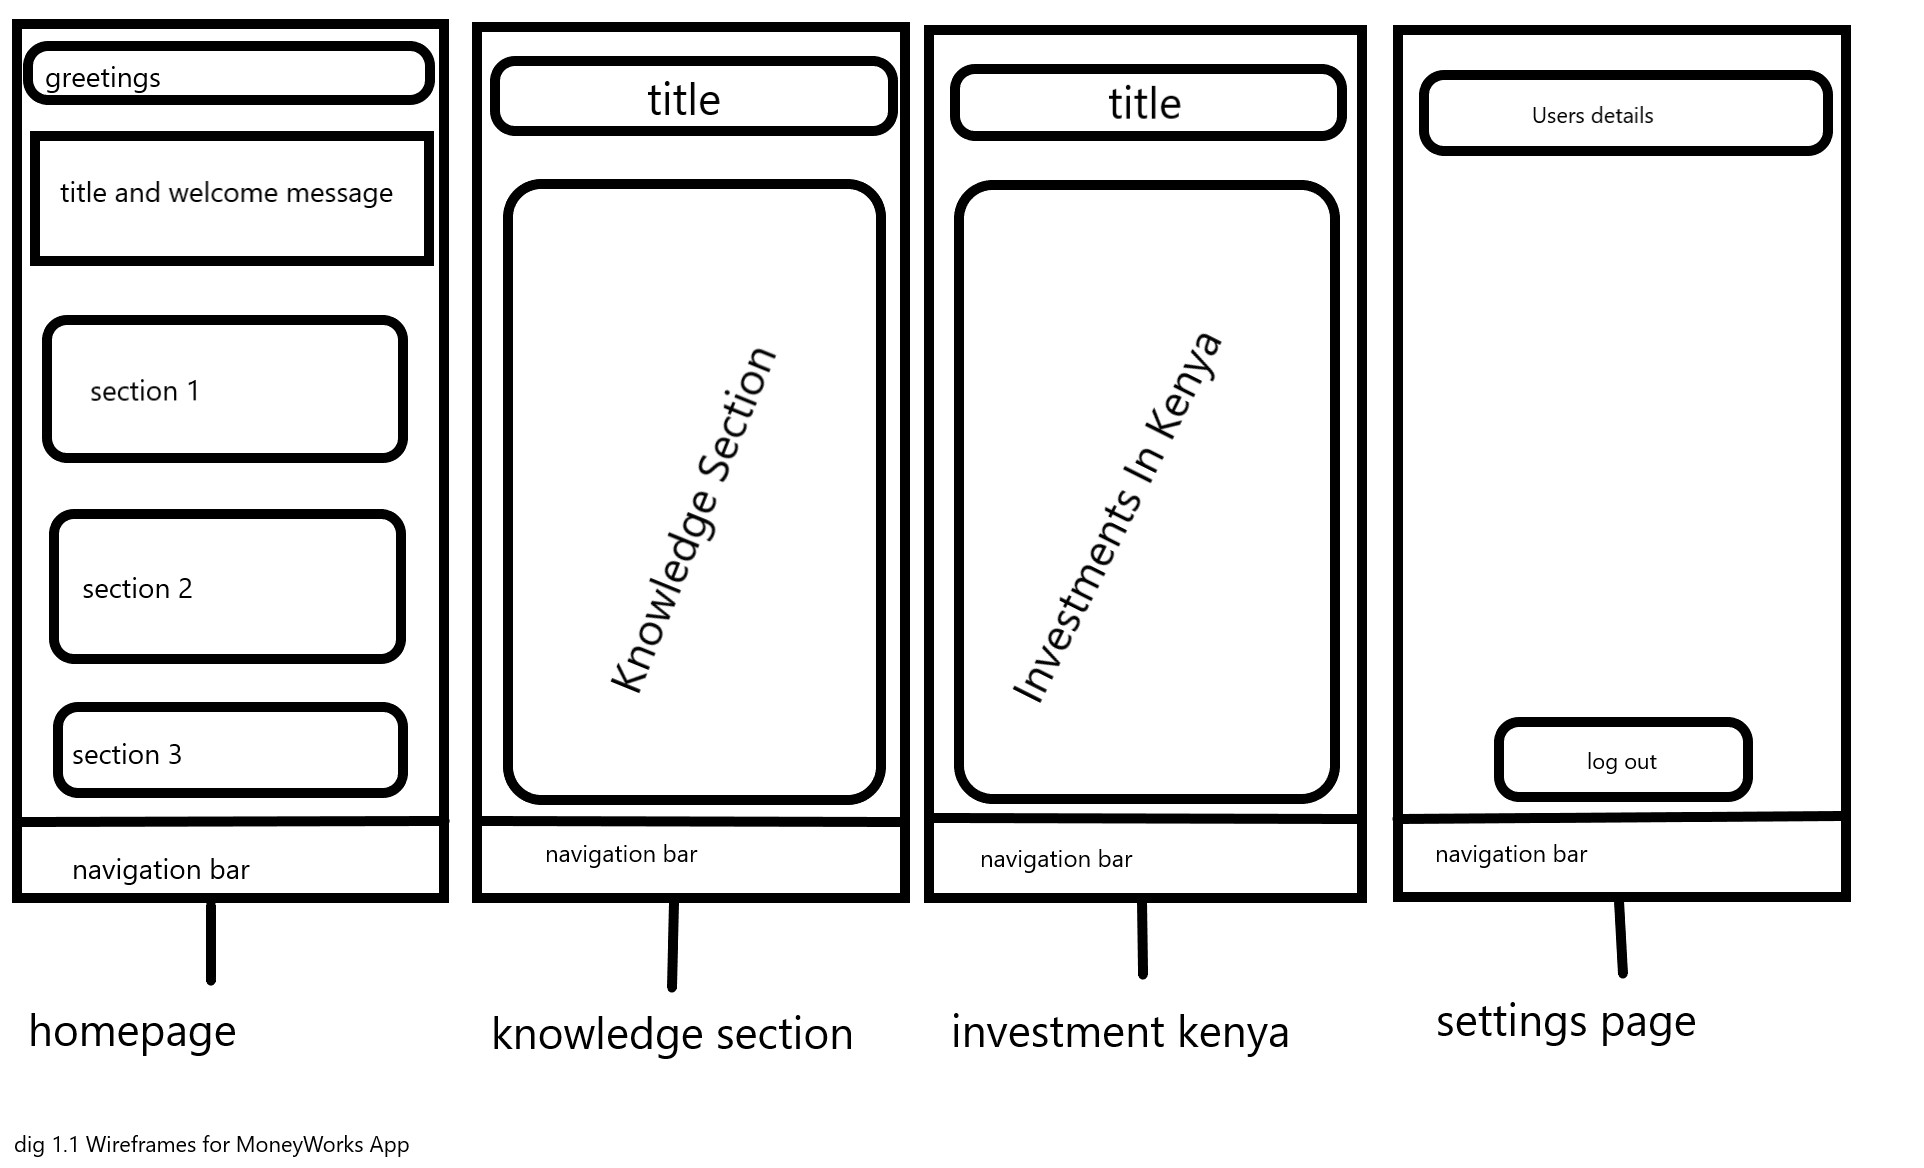 greetings
title and welcome message
section 1
section 2
section 3
navigation bar
homepage
title
Knowledge Section
navigation bar
knowledge section
title
Investments In Kenya
navigation bar
investment kenya
Users details
log out
navigation bar
settings page
dig 1.1 Wireframes for MoneyWorks App